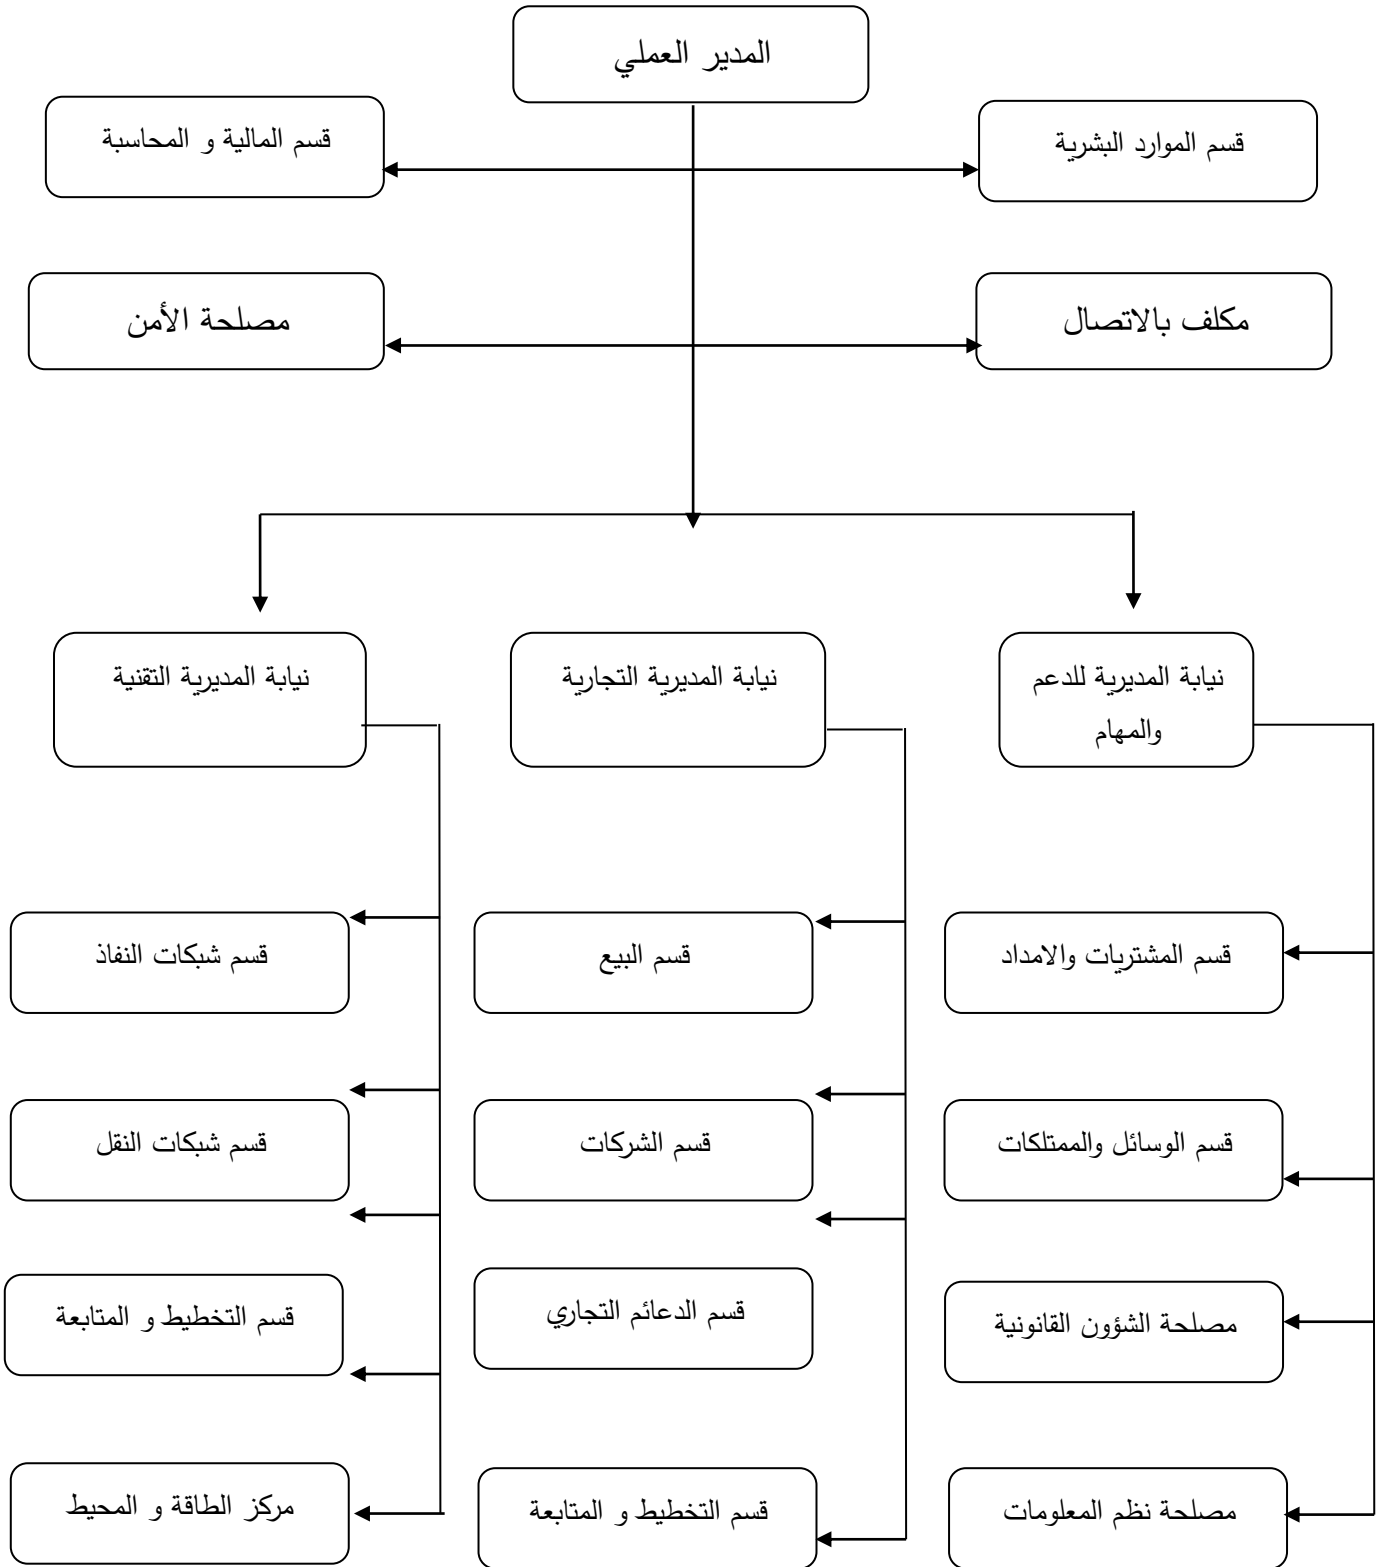 المدير العملي
قسم الموارد البشرية
قسم المالية و المحاسبة
مكلف بالاتصال
مصلحة الأمن
نيابة المديرية للدعم
والمهام
نيابة المديرية التجارية
نيابة المديرية التقنية
قسم المشتريات والامداد
قسم البيع
قسم شبكات النفاذ
قسم الوسائل والممتلكات
قسم الشركات
قسم شبكات النقل
مصلحة الشؤون القانونية
قسم الدعائم التجاري
قسم التخطيط و المتابعة
مصلحة نظم المعلومات
قسم التخطيط و المتابعة
مركز الطاقة و المحيط